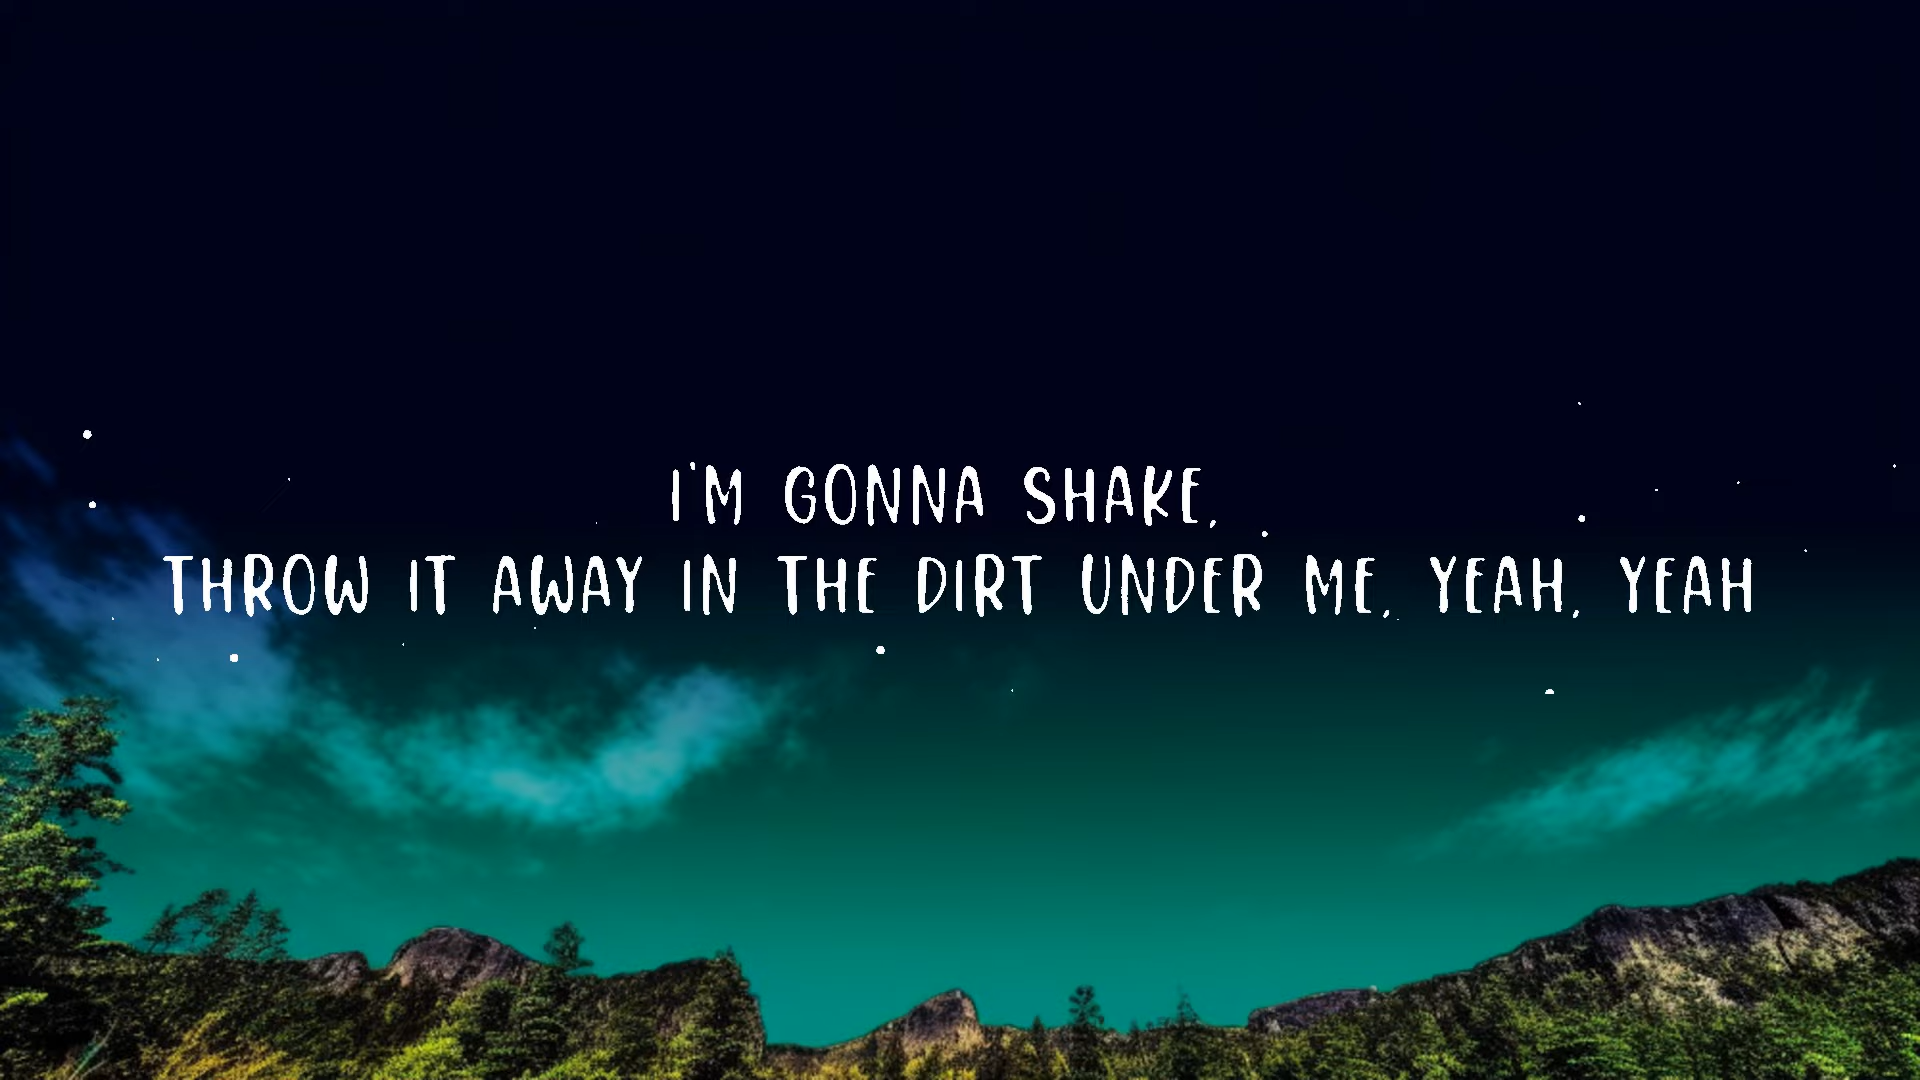 I'M GONNA SHAKE,
THROW IT AWAY IN THE DIRT UNDER ME, YEAH, YEAH